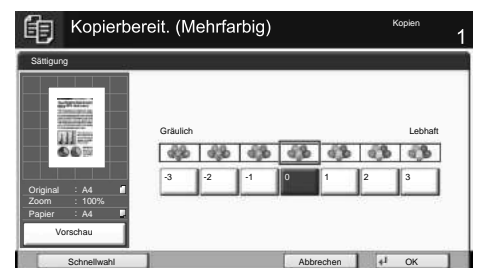 Kopierbereit. (Mehrfarbig)
Kopien
1
Sättigung
Gräulich
Lebhaft
-3 -2 -1 0 1 2 3
Original : A4
Zoom : 100%
Papier : A4
Vorschau
Schnellwahl
Abbrechen
OK